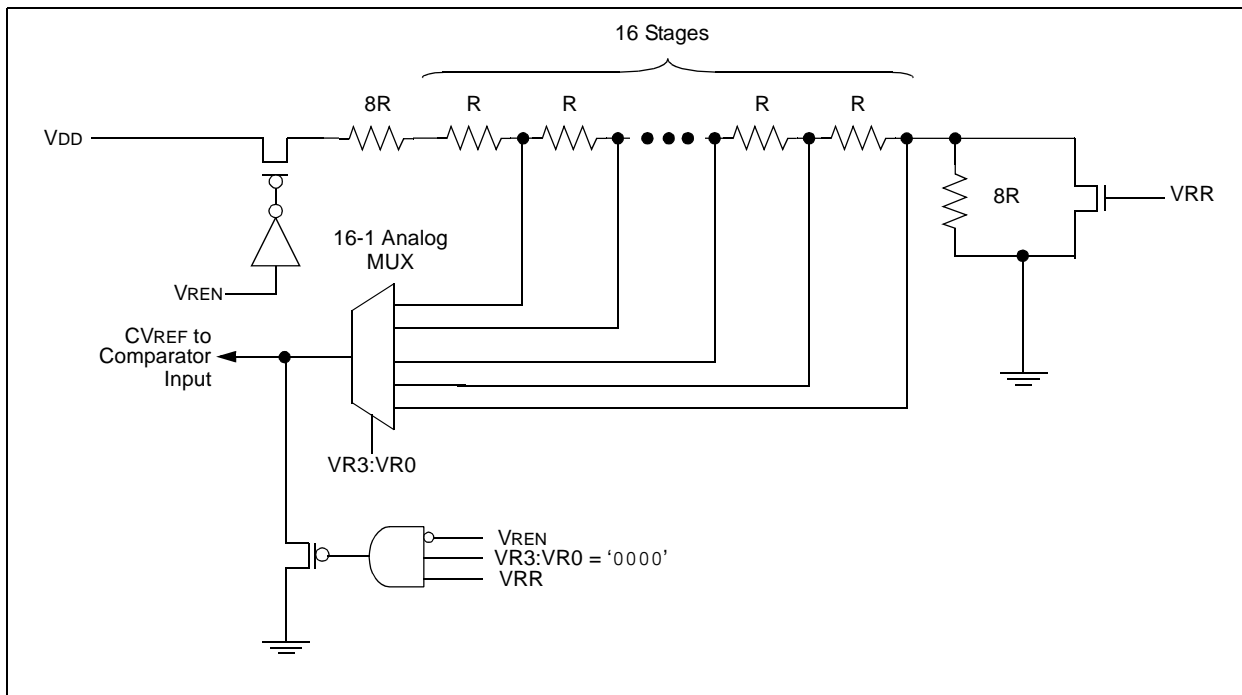 16 Stages
8R
R
R
R
R
VDD
8R
VRR
16-1 Analog
MUX
VREN
CVREF to
Comparator
Input
VR3:VR0
VREN
VR3:VR0 = ‘0000’
VRR